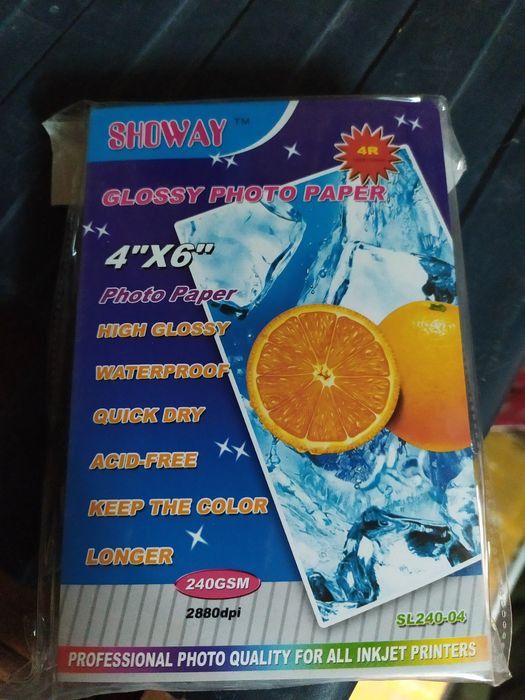 SHOWAY™
4R
GLOSSY PHOTO PAPER
4"X6"
Photo Paper
HIGH GLOSSY
WATERPROOF
QUICK DRY
ACID-FREE
KEEP THE COLOR
LONGER
240GSM
2880dpi
SL240-04
PROFESSIONAL PHOTO QUALITY FOR ALL INKJET PRINTERS